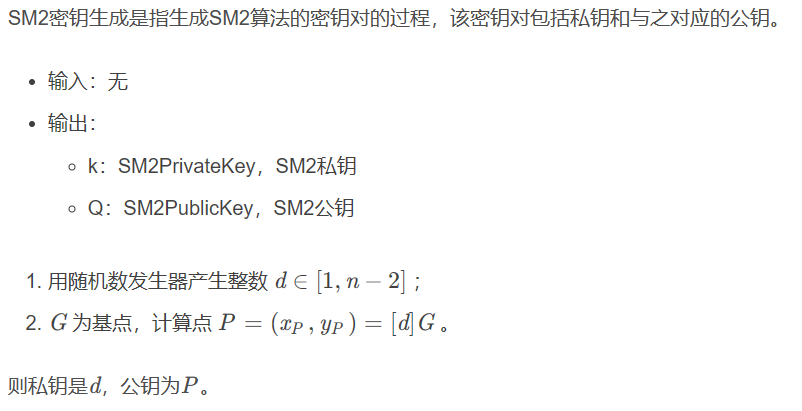 SM2密钥生成是指生成SM2算法的密钥对的过程，该密钥对包括私钥和与之对应的公钥。
• 输入：无
• 输出：
◦ k：SM2PrivateKey，SM2私钥
◦ Q：SM2PublicKey，SM2公钥
1. 用随机数发生器产生整数 d ∈ [1, n − 2]；
2. G 为基点，计算点 P = (x_P, y_P) = [d]G 。
则私钥是d，公钥为P。